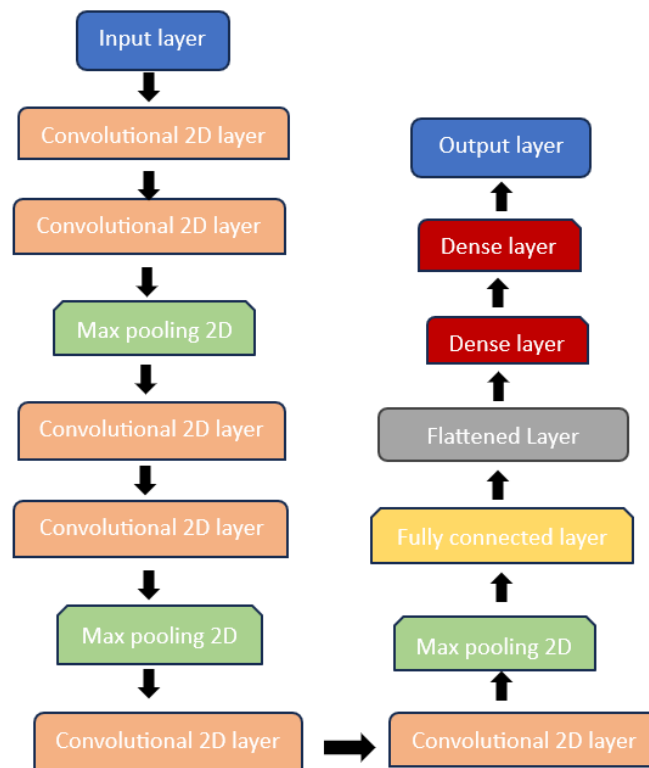 Input layer
Convolutional 2D layer
Convolutional 2D layer
Max pooling 2D
Convolutional 2D layer
Convolutional 2D layer
Max pooling 2D
Convolutional 2D layer
Convolutional 2D layer
Max pooling 2D
Fully connected layer
Flattened Layer
Dense layer
Dense layer
Output layer